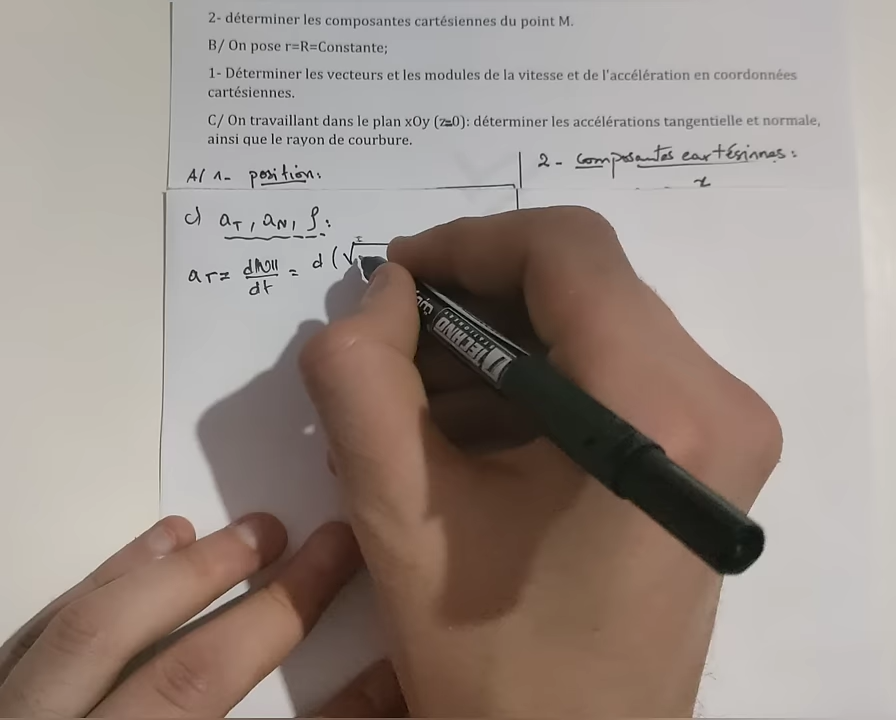 2- déterminer les composantes cartésiennes du point M.
B/ On pose r=R=Constante;
1- Déterminer les vecteurs et les modules de la vitesse et de l'accélération en coordonnées
cartésiennes.
C/ On travaillant dans le plan xOy (z=0): déterminer les accélérations tangentielle et normale,
ainsi que le rayon de courbure.
A/ 1- position:
2- Composantes cartésinnes:
x
c) aT, aN, ρ:
aT = d||V||/dt = d(√
TECHNO